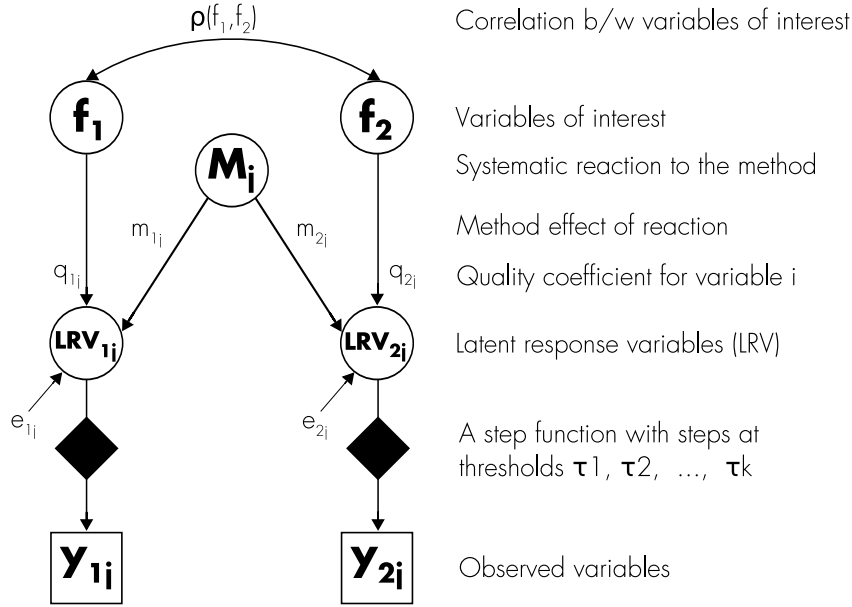 ρ(f₁,f₂) Correlation b/w variables of interest
f₁ f₂ Variables of interest
Mⱼ Systematic reaction to the method
m₁ⱼ m₂ⱼ Method effect of reaction
q₁ⱼ q₂ⱼ Quality coefficient for variable i
LRV₁ⱼ LRV₂ⱼ Latent response variables (LRV)
e₁ⱼ e₂ⱼ
A step function with steps at
thresholds τ1, τ2, ..., τk
y₁ⱼ y₂ⱼ Observed variables